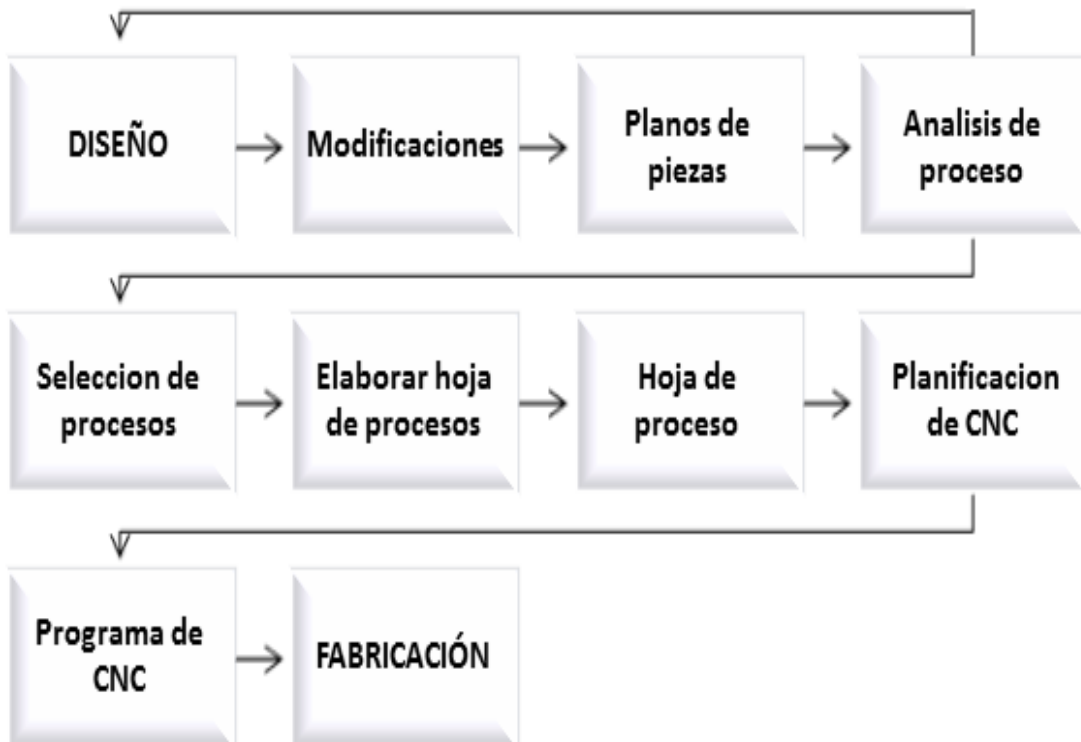 DISEÑO
Modificaciones
Planos de
piezas
Analisis de
proceso
Seleccion de
procesos
Elaborar hoja
de procesos
Hoja de
proceso
Planificacion
de CNC
Programa de
CNC
FABRICACIÓN